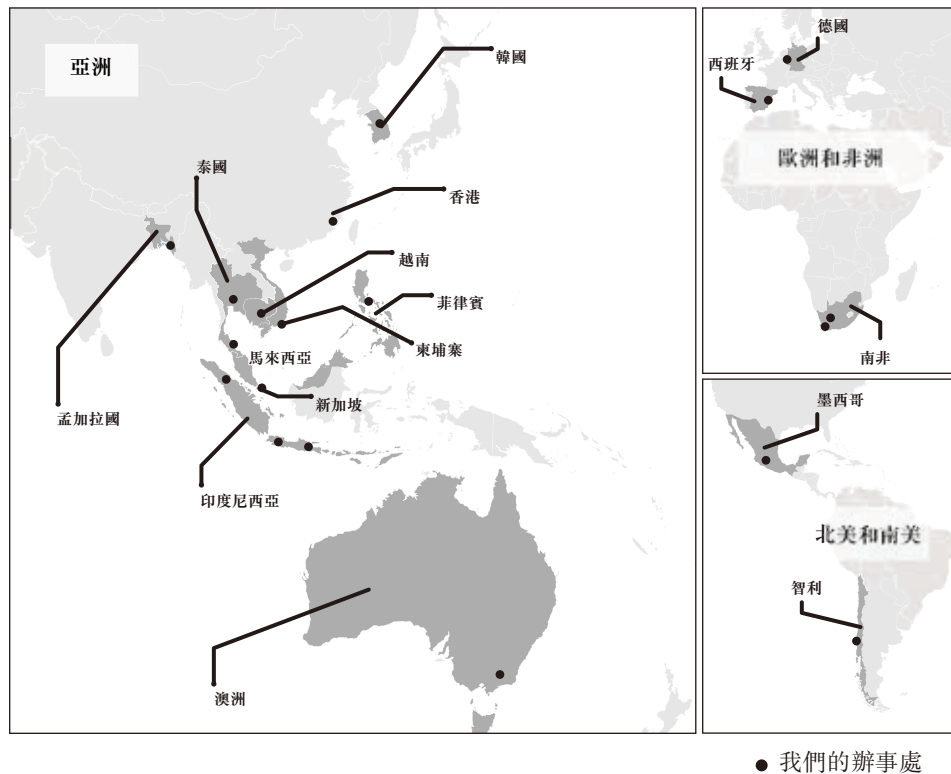 亞洲
韓國
泰國
香港
越南
菲律賓
柬埔寨
馬來西亞
新加坡
孟加拉國
印度尼西亞
澳洲
德國
西班牙
歐洲和非洲
南非
墨西哥
北美和南美
智利
我們的辦事處